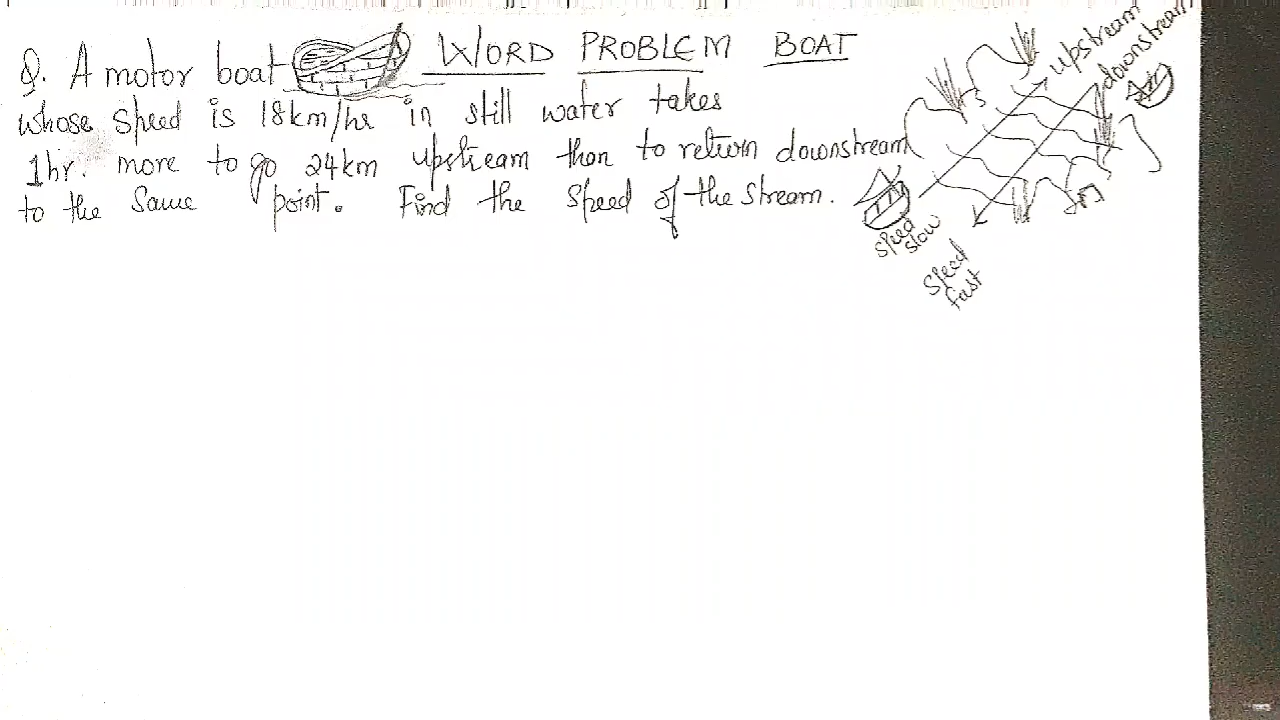 WORD PROBLEM BOAT
Q. A motor boat
whose speed is 18km/hr in still water takes
1hr. more to go 24km upstream than to return downstream
to the same point. Find the speed of the stream.
upstream
downstream
speed
slow
speed
fast